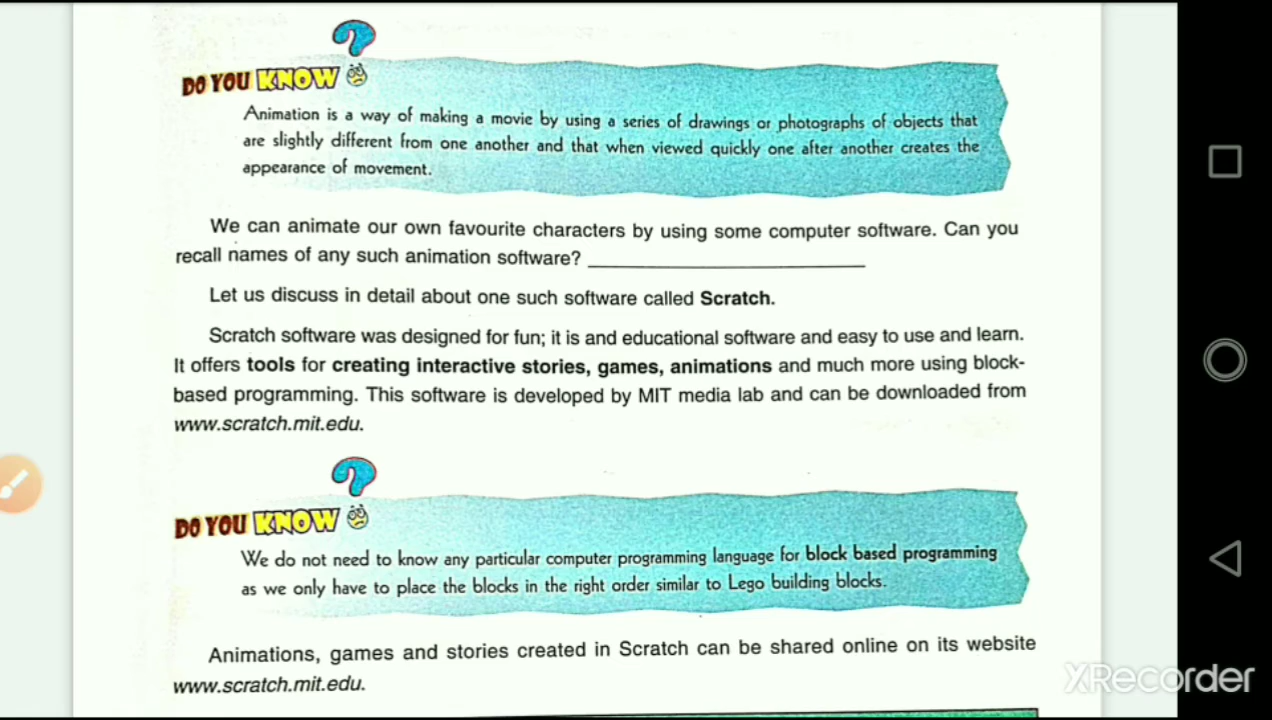 DO YOU KNOW ?
Animation is a way of making a movie by using a series of drawings or photographs of objects that
are slightly different from one another and that when viewed quickly one after another creates the
appearance of movement.
We can animate our own favourite characters by using some computer software. Can you
recall names of any such animation software? ____________________
Let us discuss in detail about one such software called Scratch.
Scratch software was designed for fun; it is and educational software and easy to use and learn.
It offers tools for creating interactive stories, games, animations and much more using block-
based programming. This software is developed by MIT media lab and can be downloaded from
www.scratch.mit.edu.
DO YOU KNOW ?
We do not need to know any particular computer programming language for block based programming
as we only have to place the blocks in the right order similar to Lego building blocks.
Animations, games and stories created in Scratch can be shared online on its website
www.scratch.mit.edu.
XRecorder